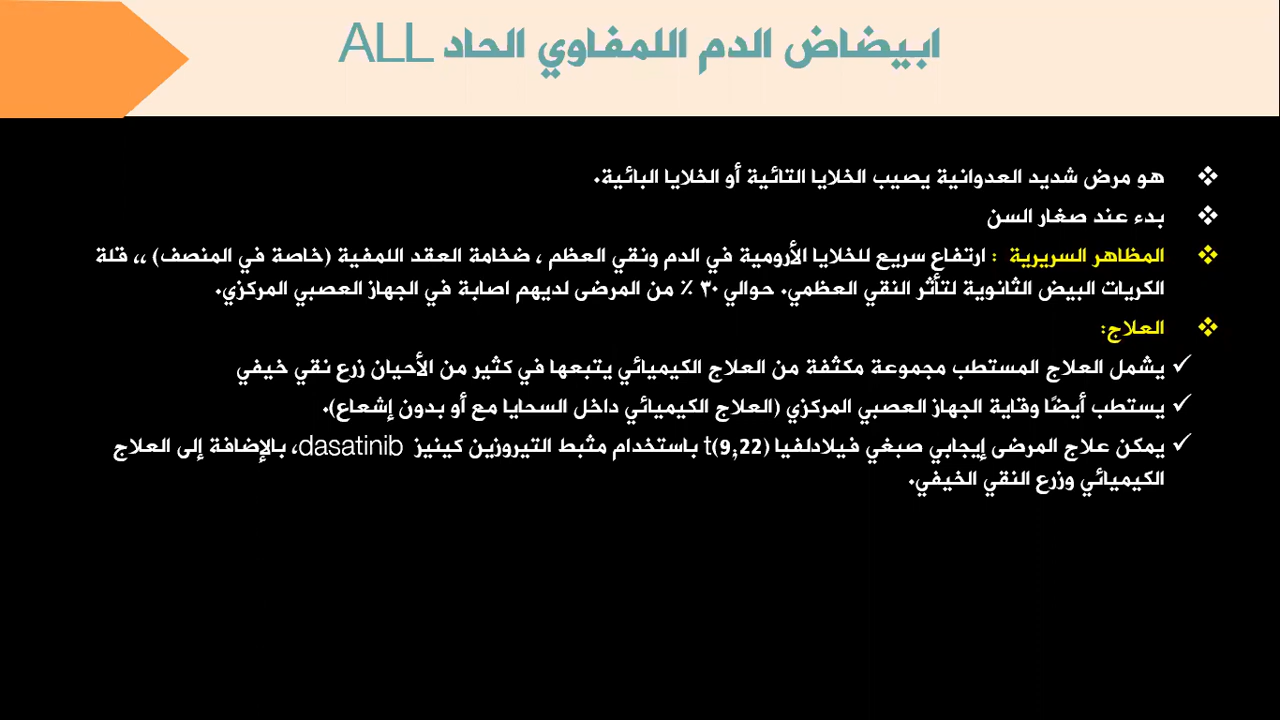 ابيضاض الدم اللمفاوي الحاد ALL
❖ هو مرض شديد العدوانية يصيب الخلايا التائية أو الخلايا البائية.
❖ بدء عند صغار السن
❖ المظاهر السريرية : ارتفاع سريع للخلايا الأرومية في الدم ونقي العظم ، ضخامة العقد اللمفية (خاصة في المنصف) ،، قلة
الكريات البيض الثانوية لتأثر النقي العظمي. حوالي ٣٠ ٪ من المرضى لديهم اصابة في الجهاز العصبي المركزي.
❖ العلاج:
✓ يشمل العلاج المستطب مجموعة مكثفة من العلاج الكيميائي يتبعها في كثير من الأحيان زرع نقي خيفي
✓ يستطب أيضًا وقاية الجهاز العصبي المركزي (العلاج الكيميائي داخل السحايا مع أو بدون إشعاع).
✓ يمكن علاج المرضى إيجابي صبغي فيلادلفيا t(9;22) باستخدام مثبط التيروزين كينيز dasatinib، بالإضافة إلى العلاج
الكيميائي وزرع النقي الخيفي.